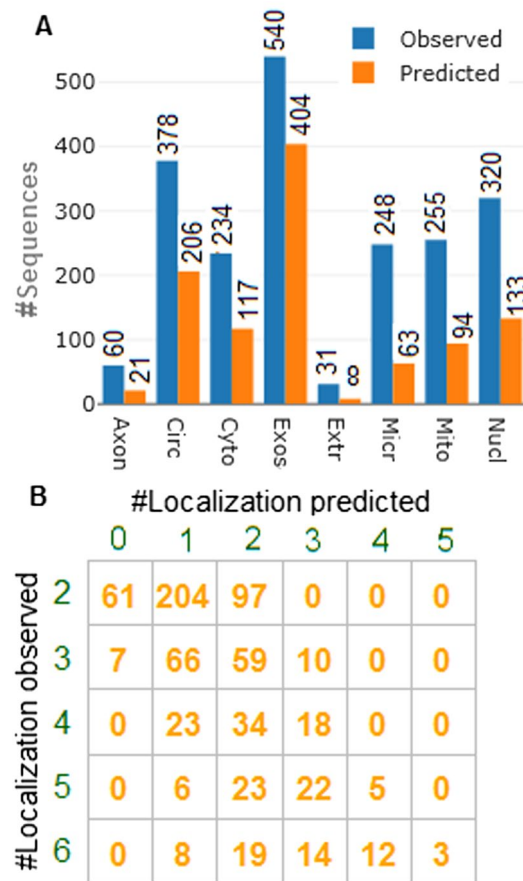 A
Observed
Predicted
#Sequences
500
400
300
200
100
0
60
21
378
206
234
117
540
404
31
8
248
63
255
94
320
133
Axon
Circ
Cyto
Exos
Extr
Micr
Mito
Nucl
B
#Localization predicted
0 1 2 3 4 5
#Localization observed
2 61 204 97 0 0 0
3 7 66 59 10 0 0
4 0 23 34 18 0 0
5 0 6 23 22 5 0
6 0 8 19 14 12 3